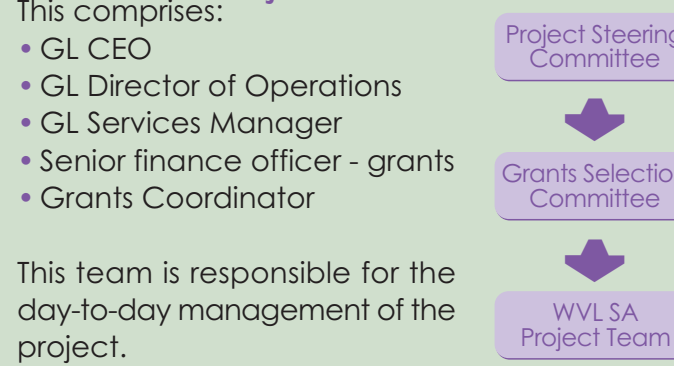 This comprises:
• GL CEO
• GL Director of Operations
• GL Services Manager
• Senior finance officer - grants
• Grants Coordinator
This team is responsible for the
day-to-day management of the
project.
Project Steering
Committee
Grants Selectio
Committee
WVL SA
Project Team